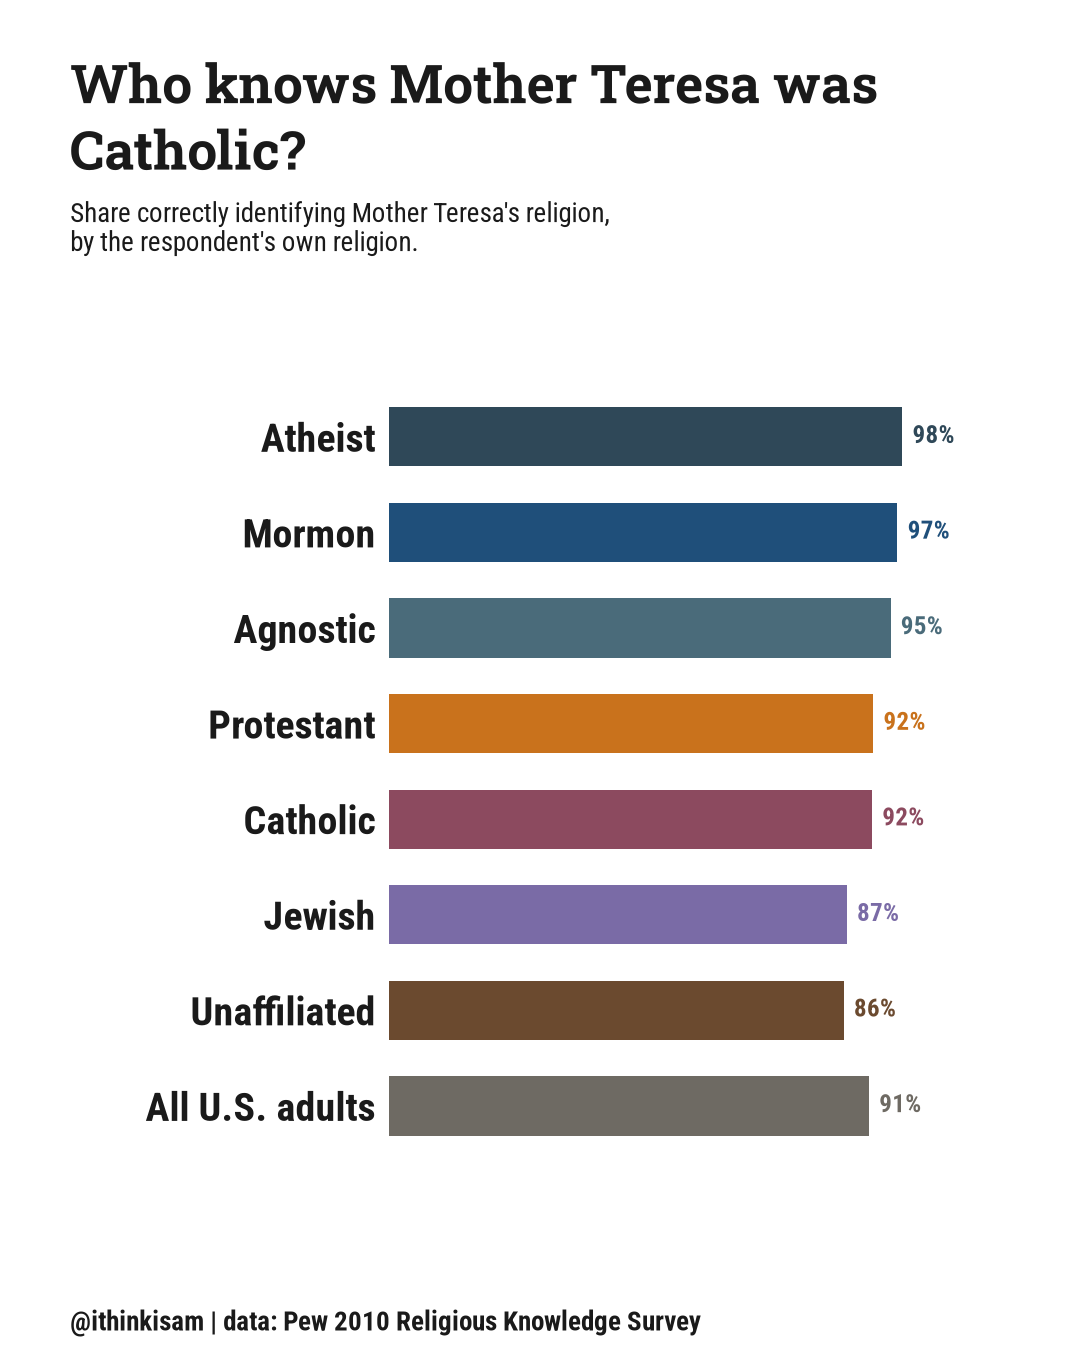 Who knows Mother Teresa was
Catholic?
Share correctly identifying Mother Teresa's religion,
by the respondent's own religion.
Atheist 98%
Mormon 97%
Agnostic 95%
Protestant 92%
Catholic 92%
Jewish 87%
Unaffiliated 86%
All U.S. adults 91%
@ithinkisam | data: Pew 2010 Religious Knowledge Survey